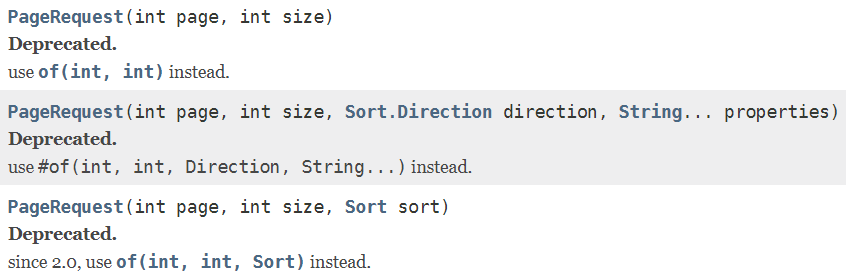 PageRequest(int page, int size)
Deprecated.
use of(int, int) instead.
PageRequest(int page, int size, Sort.Direction direction, String... properties)
Deprecated.
use #of(int, int, Direction, String...) instead.
PageRequest(int page, int size, Sort sort)
Deprecated.
since 2.0, use of(int, int, Sort) instead.